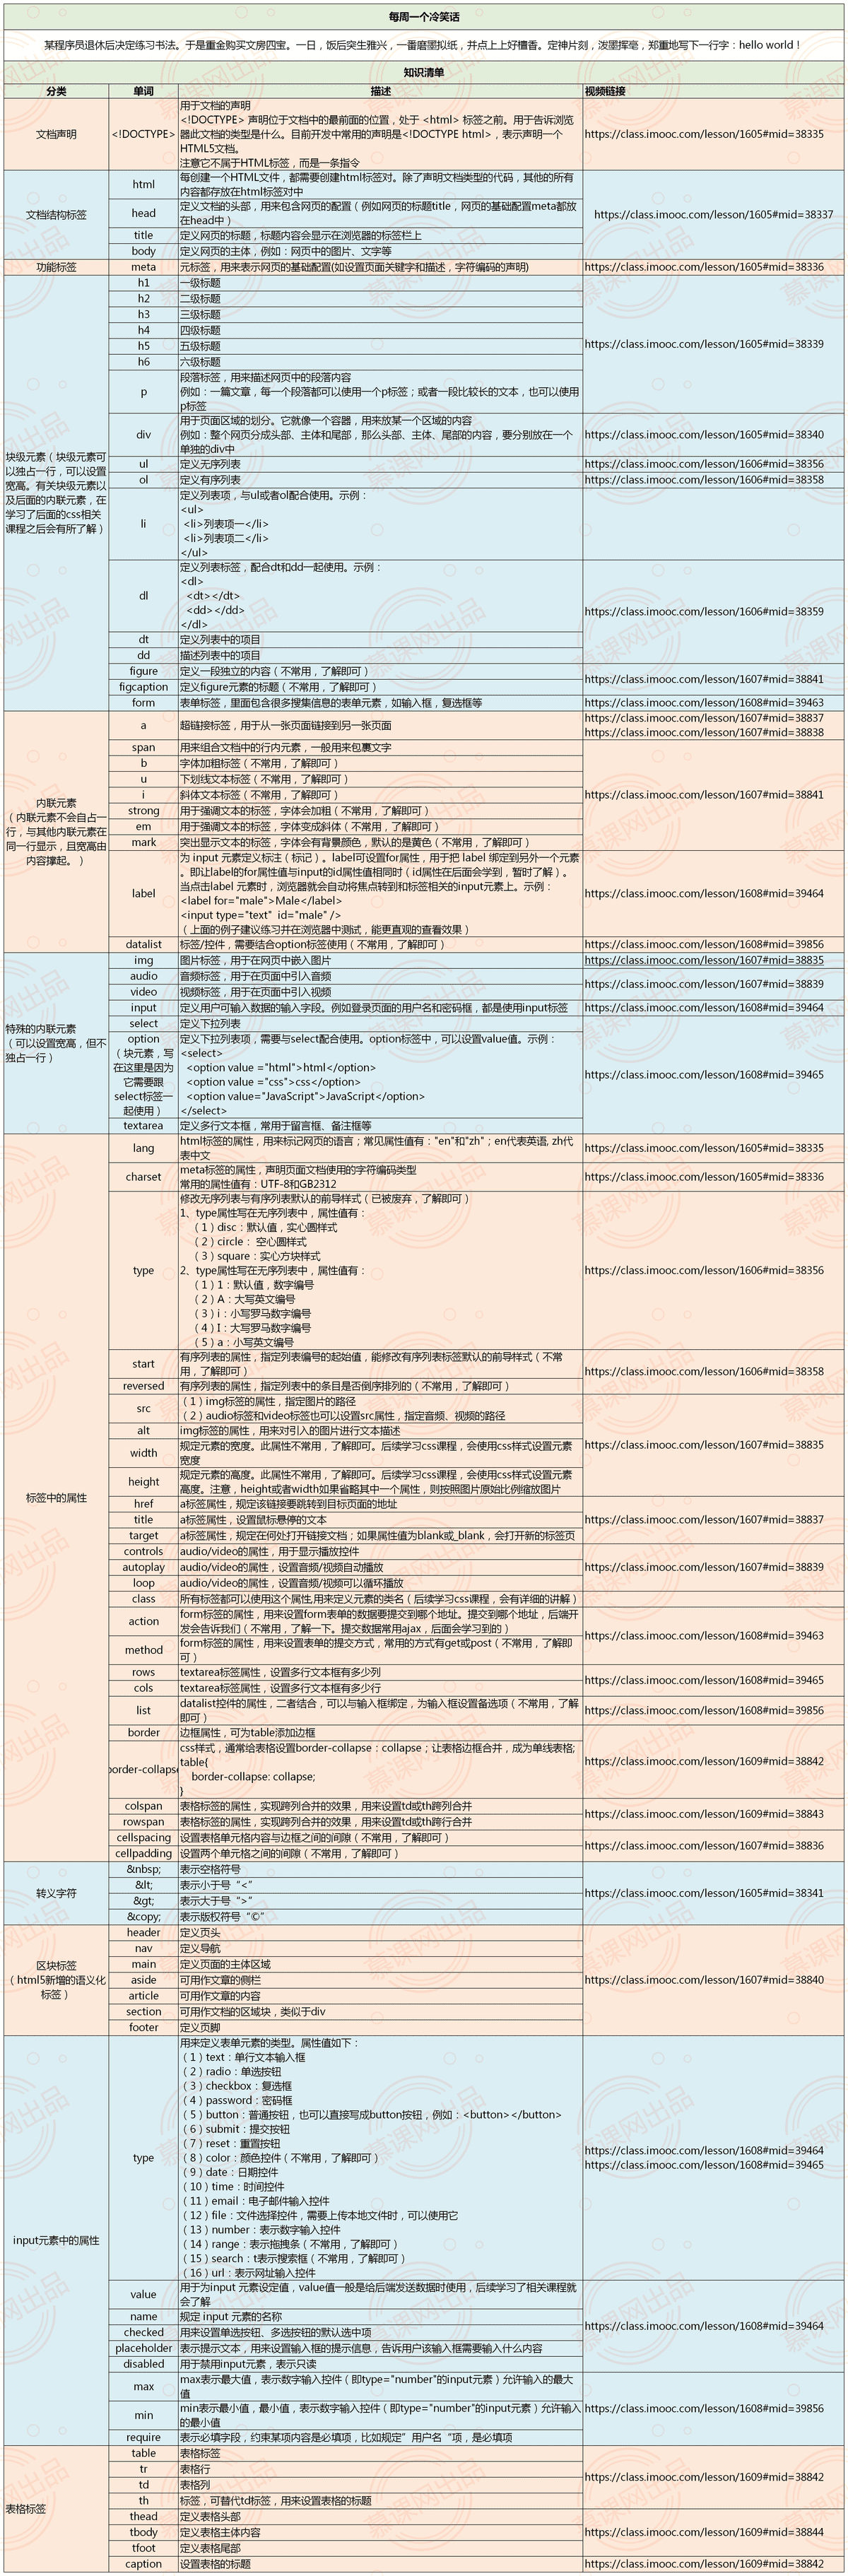 每周一个冷笑话
某程序员退休后决定练习书法。于是重金购买文房四宝。一日，饭后突生雅兴，一番磨墨拟纸，并点上上好檀香。定神片刻，泼墨挥毫，郑重地写下一行字：hello world！
知识清单
分类 单词 描述 视频链接
文档声明 <!DOCTYPE>
用于文档的声明
<!DOCTYPE> 声明位于文档中的最前面的位置，处于 <html> 标签之前。用于告诉浏览
器此文档的类型是什么。目前开发中常用的声明是<!DOCTYPE html>，表示声明一个
HTML5文档。
注意它不属于HTML标签，而是一条指令
https://class.imooc.com/lesson/1605#mid=38335
文档结构标签
html
每创建一个HTML文件，都需要创建html标签对。除了声明文档类型的代码，其他的所有
内容都存放在html标签对中
head
定义文档的头部，用来包含网页的配置（例如网页的标题title，网页的基础配置meta都放
在head中）
title 定义网页的标题，标题内容会显示在浏览器的标签栏上
body 定义网页的主体，例如：网页中的图片、文字等
https://class.imooc.com/lesson/1605#mid=38337
功能标签 meta 元标签，用来表示网页的基础配置(如设置页面关键字和描述，字符编码的声明) https://class.imooc.com/lesson/1605#mid=38336
块级元素（块级元素可
以独占一行，可以设置
宽高。有关块级元素以
及后面的内联元素，在
学习了后面的css相关
课程之后会有所了解）
h1 一级标题
h2 二级标题
h3 三级标题
h4 四级标题
h5 五级标题
h6 六级标题
p
段落标签，用来描述网页中的段落内容
例如：一篇文章，每一个段落都可以使用一个p标签；或者一段比较长的文本，也可以使用
p标签
https://class.imooc.com/lesson/1605#mid=38339
div
用于页面区域的划分。它就像一个容器，用来放某一个区域的内容
例如：整个网页分成头部、主体和尾部，那么头部、主体、尾部的内容，要分别放在一个
单独的div中
https://class.imooc.com/lesson/1605#mid=38340
ul 定义无序列表 https://class.imooc.com/lesson/1606#mid=38356
ol 定义有序列表 https://class.imooc.com/lesson/1606#mid=38358
li
定义列表项，与ul或者ol配合使用。示例：
<ul>
<li>列表项一</li>
<li>列表项二</li>
</ul>
dl
定义列表标签，配合dt和dd一起使用。示例：
<dl>
<dt></dt>
<dd></dd>
</dl>
dt 定义列表中的项目
dd 描述列表中的项目
https://class.imooc.com/lesson/1606#mid=38359
figure 定义一段独立的内容（不常用，了解即可）
figcaption 定义figure元素的标题（不常用，了解即可）
https://class.imooc.com/lesson/1607#mid=38841
form 表单标签，里面包含很多搜集信息的表单元素，如输入框，复选框等 https://class.imooc.com/lesson/1608#mid=39463
内联元素
（内联元素不会自占一
行，与其他内联元素在
同一行显示，且宽高由
内容撑起。）
a 超链接标签，用于从一张页面链接到另一张页面
https://class.imooc.com/lesson/1607#mid=38837
https://class.imooc.com/lesson/1607#mid=38838
span 用来组合文档中的行内元素，一般用来包裹文字
b 字体加粗标签（不常用，了解即可）
u 下划线文本标签（不常用，了解即可）
i 斜体文本标签（不常用，了解即可）
strong 用于强调文本的标签，字体会加粗（不常用，了解即可）
em 用于强调文本的标签，字体变成斜体（不常用，了解即可）
mark 突出显示文本的标签，字体会有背景颜色，默认的是黄色（不常用，了解即可）
https://class.imooc.com/lesson/1607#mid=38841
label
为 input 元素定义标注（标记）。label可设置for属性，用于把 label 绑定到另外一个元素
。即让label的for属性值与input的id属性值相同时（id属性在后面会学到，暂时了解）。
当点击label 元素时，浏览器就会自动将焦点转到和标签相关的input元素上。示例：
<label for="male">Male</label>
<input type="text" id="male" />
（上面的例子建议练习并在浏览器中测试，能更直观的查看效果）
https://class.imooc.com/lesson/1608#mid=39464
datalist 标签/控件，需要结合option标签使用（不常用，了解即可） https://class.imooc.com/lesson/1608#mid=39856
特殊的内联元素
（可以设置宽高，但不
独占一行）
img 图片标签，用于在网页中嵌入图片 https://class.imooc.com/lesson/1607#mid=38835
audio 音频标签，用于在页面中引入音频
video 视频标签，用于在页面中引入视频
https://class.imooc.com/lesson/1607#mid=38839
input 定义用户可输入数据的输入字段。例如登录页面的用户名和密码框，都是使用input标签 https://class.imooc.com/lesson/1608#mid=39464
select 定义下拉列表
option
（块元素，写
在这里是因为
它需要跟
select标签一
起使用）
定义下拉列表项，需要与select配合使用。option标签中，可以设置value值。示例：
<select>
<option value ="html">html</option>
<option value ="css">css</option>
<option value="JavaScript">JavaScript</option>
</select>
textarea 定义多行文本框，常用于留言框、备注框等
https://class.imooc.com/lesson/1608#mid=39465
标签中的属性
lang
html标签的属性，用来标记网页的语言；常见属性值有："en"和"zh"；en代表英语, zh代
表中文
https://class.imooc.com/lesson/1605#mid=38335
charset
meta标签的属性，声明页面文档使用的字符编码类型
常用的属性值有：UTF-8和GB2312
https://class.imooc.com/lesson/1605#mid=38336
type
修改无序列表与有序列表默认的前导样式（已被废弃，了解即可）
1、type属性写在无序列表中，属性值有：
（1）disc：默认值，实心圆样式
（2）circle： 空心圆样式
（3）square：实心方块样式
2、type属性写在无序列表中，属性值有：
（1）1：默认值，数字编号
（2）A：大写英文编号
（3）i：小写罗马数字编号
（4）I：大写罗马数字编号
（5）a：小写英文编号
https://class.imooc.com/lesson/1606#mid=38356
start
有序列表的属性，指定列表编号的起始值，能修改有序列表标签默认的前导样式（不常
用，了解即可）
reversed 有序列表的属性，指定列表中的条目是否倒序排列的（不常用，了解即可）
https://class.imooc.com/lesson/1606#mid=38358
src
（1）img标签的属性，指定图片的路径
（2）audio标签和video标签也可以设置src属性，指定音频、视频的路径
alt img标签的属性，用来对引入的图片进行文本描述
width
规定元素的宽度。此属性不常用，了解即可。后续学习css课程，会使用css样式设置元素
宽度
height
规定元素的高度。此属性不常用，了解即可。后续学习css课程，会使用css样式设置元素
高度。注意，height或者width如果省略其中一个属性，则按照图片原始比例缩放图片
https://class.imooc.com/lesson/1607#mid=38835
href a标签属性，规定该链接要跳转到目标页面的地址
title a标签属性，设置鼠标悬停的文本
target a标签属性，规定在何处打开链接文档；如果属性值为blank或_blank，会打开新的标签页
https://class.imooc.com/lesson/1607#mid=38837
controls audio/video的属性，用于显示播放控件
autoplay audio/video的属性，设置音频/视频自动播放
loop audio/video的属性，设置音频/视频可以循环播放
https://class.imooc.com/lesson/1607#mid=38839
class 所有标签都可以使用这个属性,用来定义元素的类名（后续学习css课程，会有详细的讲解）
action
form标签的属性，用来设置form表单的数据要提交到哪个地址。提交到哪个地址，后端开
发会告诉我们（不常用，了解一下。提交数据常用ajax，后面会学习到的）
method
form标签的属性，用来设置表单的提交方式，常用的方式有get或post（不常用，了解即
可）
https://class.imooc.com/lesson/1608#mid=39463
rows textarea标签属性，设置多行文本框有多少列
cols textarea标签属性，设置多行文本框有多少行
https://class.imooc.com/lesson/1608#mid=39465
list
datalist控件的属性，二者结合，可以与输入框绑定，为输入框设置备选项（不常用，了解
即可）
https://class.imooc.com/lesson/1608#mid=39856
border 边框属性，可为table添加边框
border-collapse
css样式，通常给表格设置border-collapse：collapse；让表格边框合并，成为单线表格;
table{
border-collapse: collapse;
}
https://class.imooc.com/lesson/1609#mid=38842
colspan 表格标签的属性，实现跨列合并的效果，用来设置td或th跨列合并
rowspan 表格标签的属性，实现跨列合并的效果，用来设置td或th跨行合并
https://class.imooc.com/lesson/1609#mid=38843
cellspacing 设置表格单元格内容与边框之间的间隙（不常用，了解即可）
cellpadding 设置两个单元格之间的间隙（不常用，了解即可）
https://class.imooc.com/lesson/1607#mid=38836
转义字符
&nbsp; 表示空格符号
&lt; 表示小于号“<”
&gt; 表示大于号“>”
&copy; 表示版权符号“©”
https://class.imooc.com/lesson/1605#mid=38341
区块标签
（html5新增的语义化
标签）
header 定义页头
nav 定义导航
main 定义页面的主体区域
aside 可用作文章的侧栏
article 可用作文章的内容
section 可用作文档的区域块，类似于div
footer 定义页脚
https://class.imooc.com/lesson/1607#mid=38840
input元素中的属性
type
用来定义表单元素的类型。属性值如下：
（1）text：单行文本输入框
（2）radio：单选按钮
（3）checkbox：复选框
（4）password：密码框
（5）button：普通按钮，也可以直接写成button按钮，例如：<button></button>
（6）submit：提交按钮
（7）reset：重置按钮
（8）color：颜色控件（不常用，了解即可）
（9）date：日期控件
（10）time：时间控件
（11）email：电子邮件输入控件
（12）file：文件选择控件，需要上传本地文件时，可以使用它
（13）number：表示数字输入控件
（14）range：表示拖拽条（不常用，了解即可）
（15）search：t表示搜索框（不常用，了解即可）
（16）url：表示网址输入控件
https://class.imooc.com/lesson/1608#mid=39464
https://class.imooc.com/lesson/1608#mid=39465
value
用于为input 元素设定值，value值一般是给后端发送数据时使用，后续学习了相关课程就
会了解
name 规定 input 元素的名称
checked 用来设置单选按钮、多选按钮的默认选中项
placeholder 表示提示文本，用来设置输入框的提示信息，告诉用户该输入框需要输入什么内容
disabled 用于禁用input元素，表示只读
https://class.imooc.com/lesson/1608#mid=39464
max
max表示最大值，表示数字输入控件（即type="number"的input元素）允许输入的最大
值
min
min表示最小值，最小值，表示数字输入控件（即type="number"的input元素）允许输入
的最小值
require 表示必填字段，约束某项内容是必填项，比如规定”用户名“项，是必填项
https://class.imooc.com/lesson/1608#mid=39856
表格标签
table 表格标签
tr 表格行
td 表格列
th 标签，可替代td标签，用来设置表格的标题
https://class.imooc.com/lesson/1609#mid=38842
thead 定义表格头部
tbody 定义表格主体内容
tfoot 定义表格尾部
https://class.imooc.com/lesson/1609#mid=38844
caption 设置表格的标题 https://class.imooc.com/lesson/1609#mid=38842